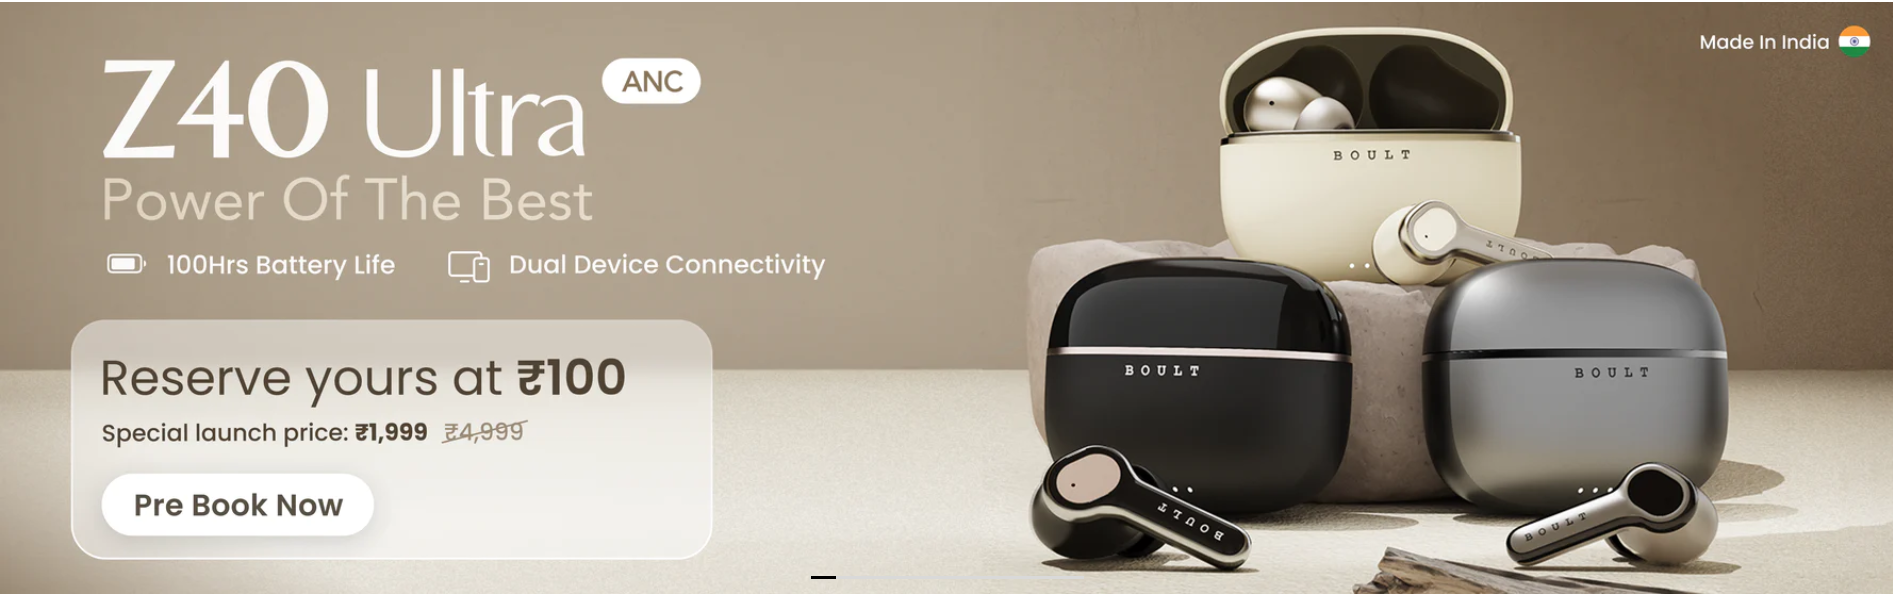 Z40 Ultra ANC
Power Of The Best
100Hrs Battery Life
Dual Device Connectivity
Reserve yours at ₹100
Special launch price: ₹1,999 ₹4,999
Pre Book Now
Made In India
BOULT
BOULT
BOULT
BOULT
BOULT
BOULT